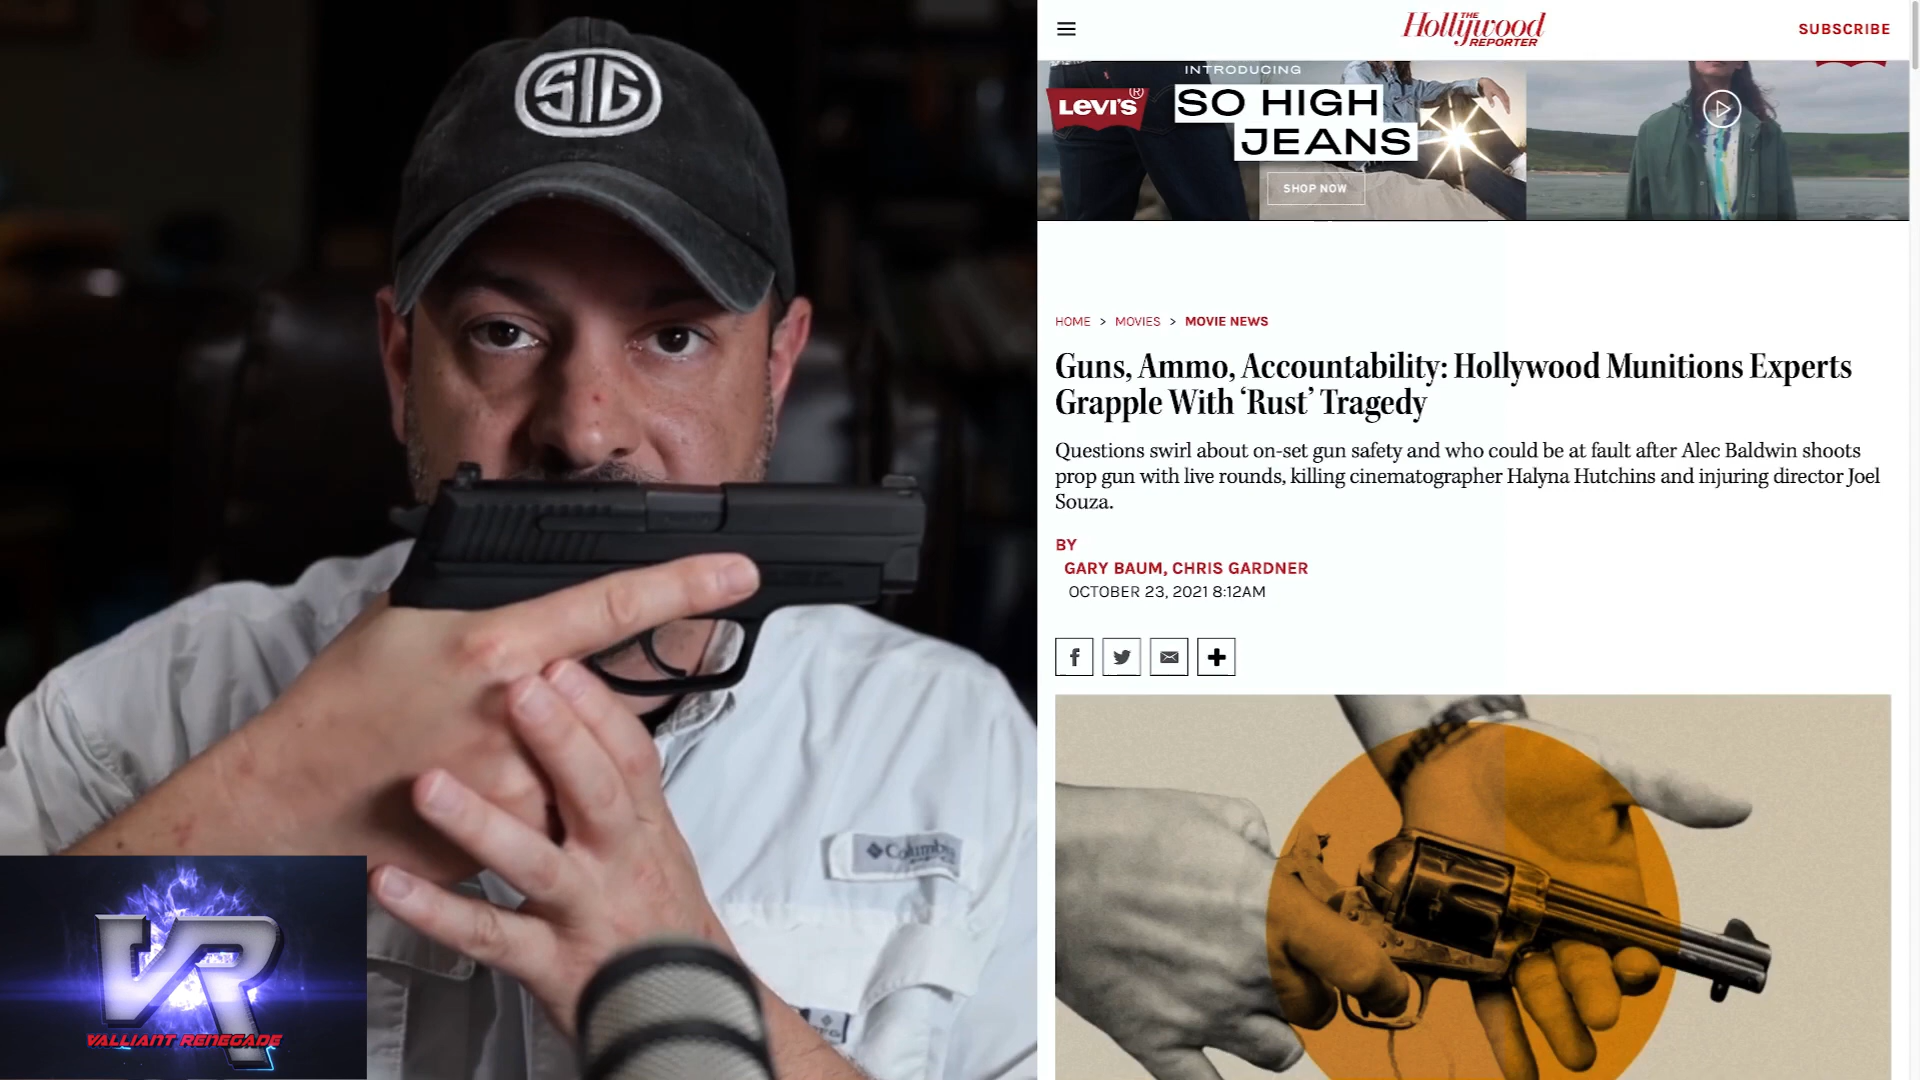 SIG
Columbia
VR
VALLIANT RENEGADE
THE
Hollywood
REPORTER
SUBSCRIBE
LEVI'S®
INTRODUCING
SO HIGH
JEANS
SHOP NOW
HOME > MOVIES > MOVIE NEWS
Guns, Ammo, Accountability: Hollywood Munitions Experts
Grapple With ‘Rust’ Tragedy
Questions swirl about on-set gun safety and who could be at fault after Alec Baldwin shoots
prop gun with live rounds, killing cinematographer Halyna Hutchins and injuring director Joel
Souza.
BY
GARY BAUM, CHRIS GARDNER
OCTOBER 23, 2021 8:12AM